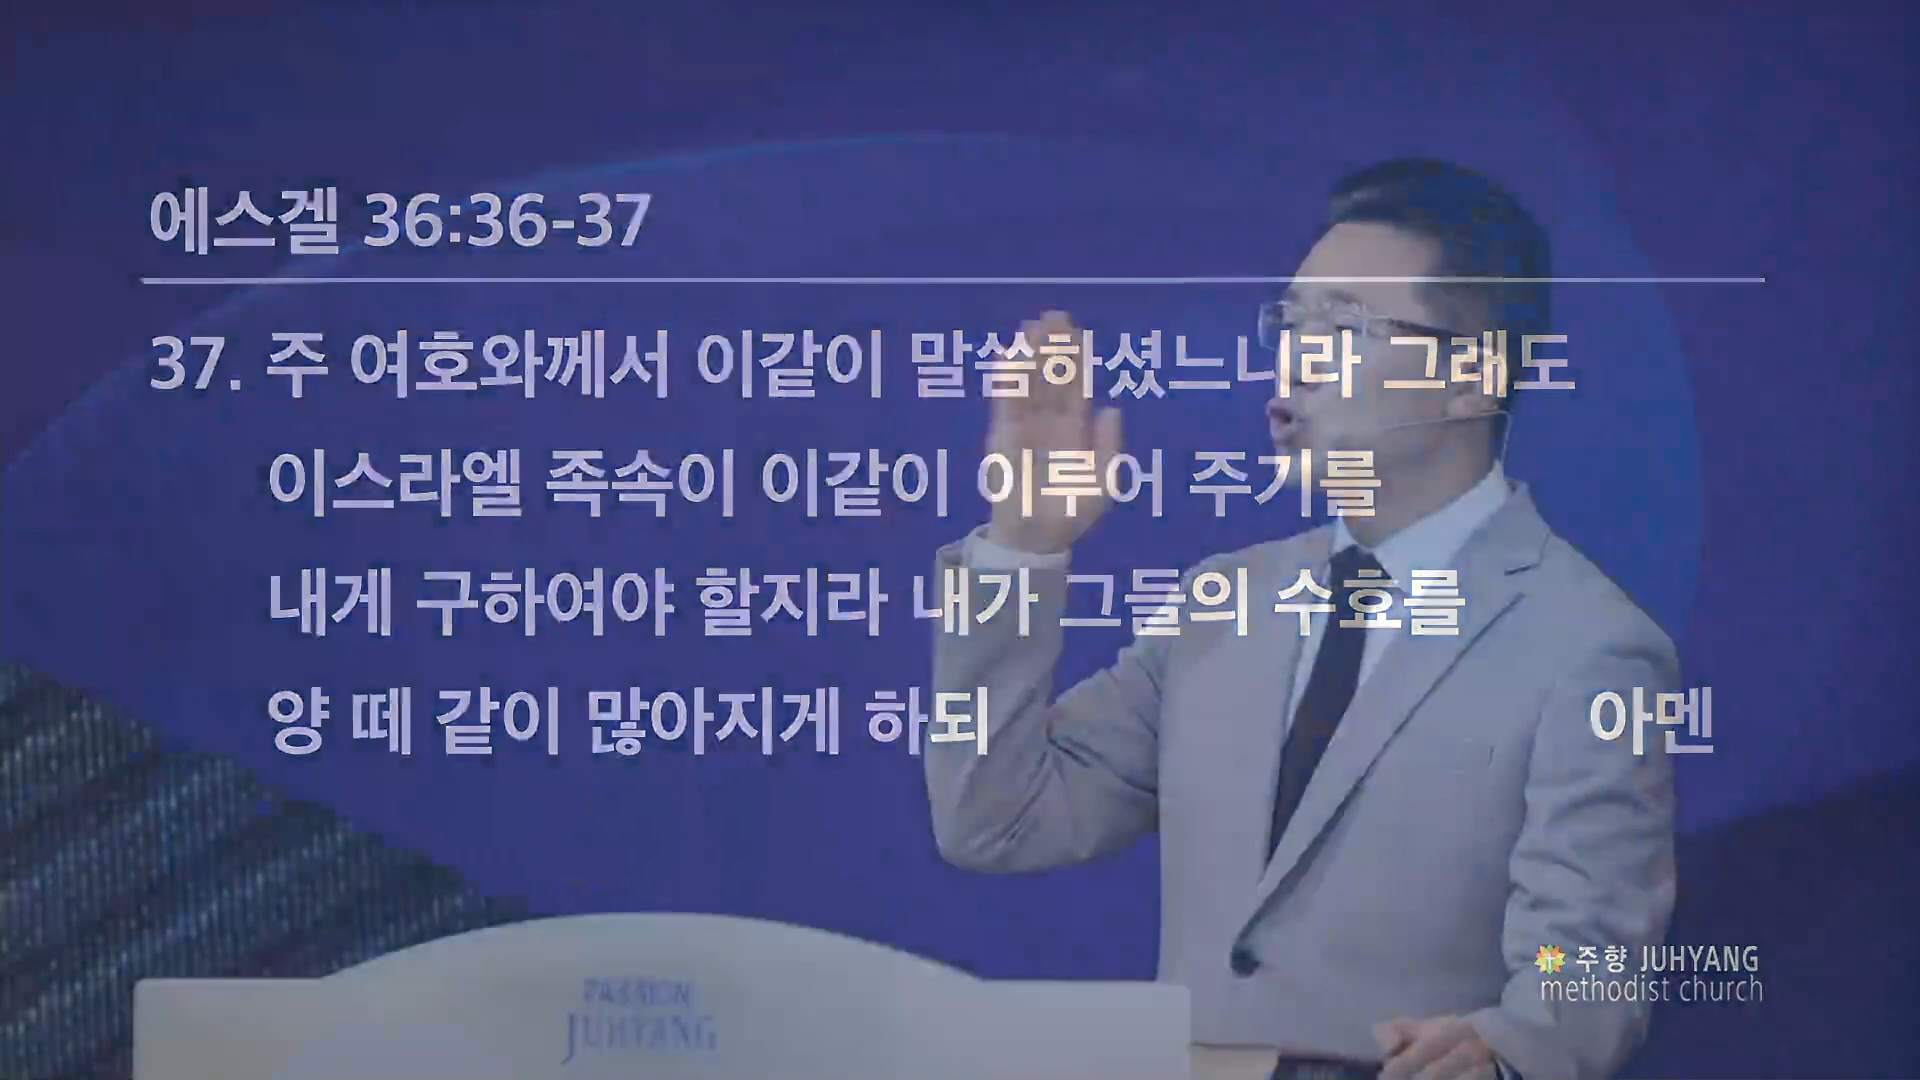 에스겔 36:36-37
37. 주 여호와께서 이같이 말씀하셨느니라 그래도
이스라엘 족속이 이같이 이루어 주기를
내게 구하여야 할지라 내가 그들의 수효를
양 떼 같이 많아지게 하되 아멘
주향 JUHYANG
methodist church
PASSION
JUHYANG